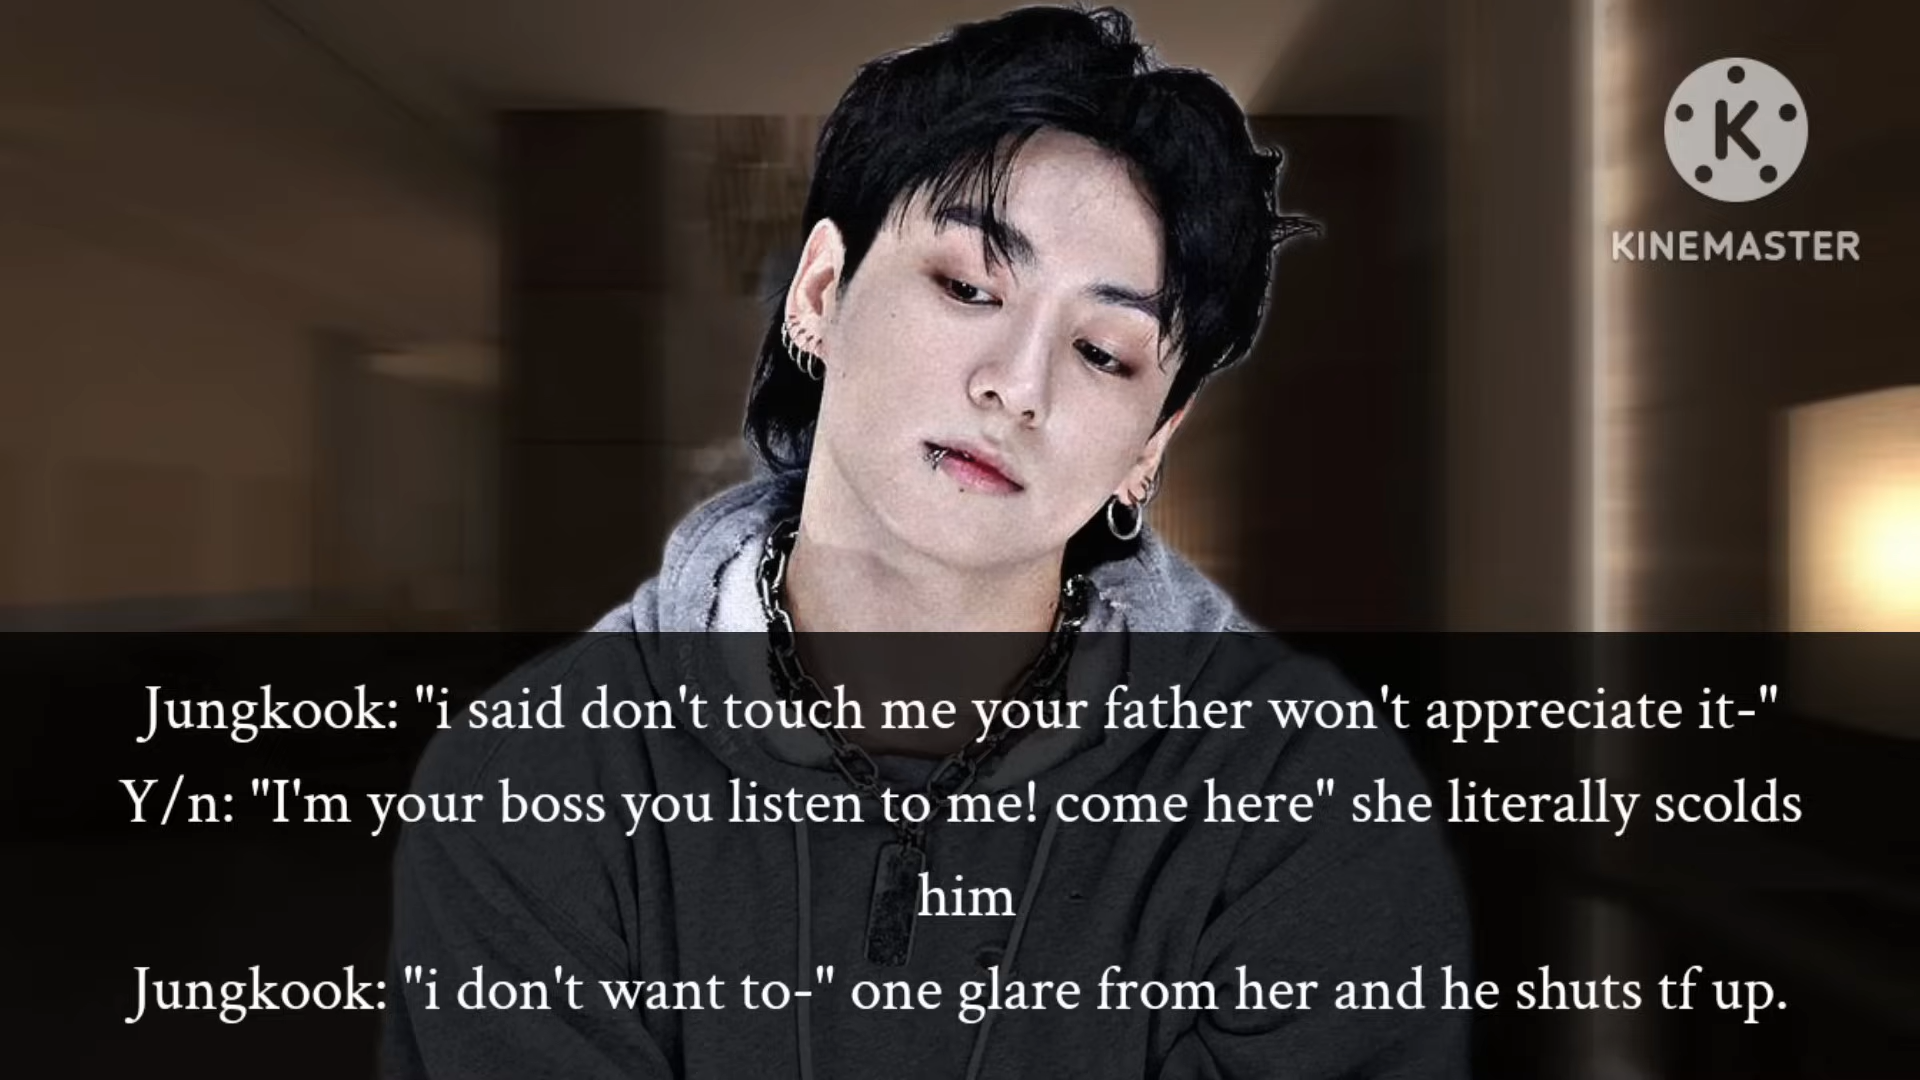 K
KINEMASTER
Jungkook: "i said don't touch me your father won't appreciate it-"
Y/n: "I'm your boss you listen to me! come here" she literally scolds
him
Jungkook: "i don't want to-" one glare from her and he shuts tf up.